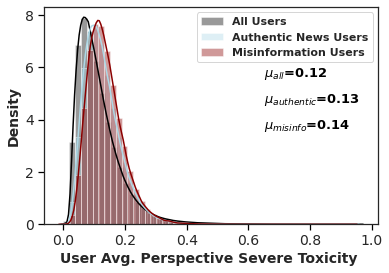 All Users
Authentic News Users
Misinformation Users
μall=0.12
μauthentic=0.13
μmisinfo=0.14
Density
8
6
4
2
0
0.0 0.2 0.4 0.6 0.8 1.0
User Avg. Perspective Severe Toxicity